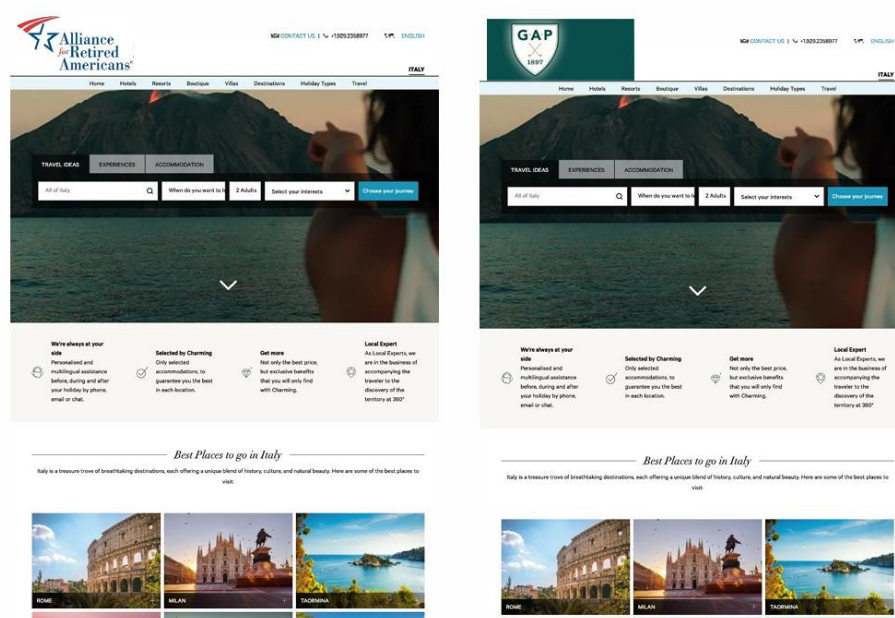 Alliance
for Retired
Americans
CONTACT US | +1.929.2358977 ENGLISH
ITALY
Home Hotels Resorts Boutique Villas Destinations Holiday Types Travel
TRAVEL IDEAS EXPERIENCES ACCOMMODATION
All of Italy When do you want to le 2 Adults Select your interests Choose your journey
We're always at your
side
Personalised and
multilingual assistance
before, during and after
your holiday by phone,
email or chat.
Selected by Charming
Only selected
accommodations, to
guarantee you the best
in each location.
Get more
Not only the best price,
but exclusive benefits
that you will only find
with Charming.
Local Expert
As Local Experts, we
are in the business of
accompanying the
traveler to the
discovery of the
territory at 360°
Best Places to go in Italy
Italy is a treasure trove of breathtaking destinations, each offering a unique blend of history, culture, and natural beauty. Here are some of the best places to
visit:
ROME MILAN TAORMINA
GAP
1897
CONTACT US | +1.929.2358977 ENGLISH
ITALY
Home Hotels Resorts Boutique Villas Destinations Holiday Types Travel
TRAVEL IDEAS EXPERIENCES ACCOMMODATION
All of Italy When do you want to le 2 Adults Select your interests Choose your journey
We're always at your
side
Personalised and
multilingual assistance
before, during and after
your holiday by phone,
email or chat.
Selected by Charming
Only selected
accommodations, to
guarantee you the best
in each location.
Get more
Not only the best price,
but exclusive benefits
that you will only find
with Charming.
Local Expert
As Local Experts, we
are in the business of
accompanying the
traveler to the
discovery of the
territory at 360°
Best Places to go in Italy
Italy is a treasure trove of breathtaking destinations, each offering a unique blend of history, culture, and natural beauty. Here are some of the best places to
visit:
ROME MILAN TAORMINA